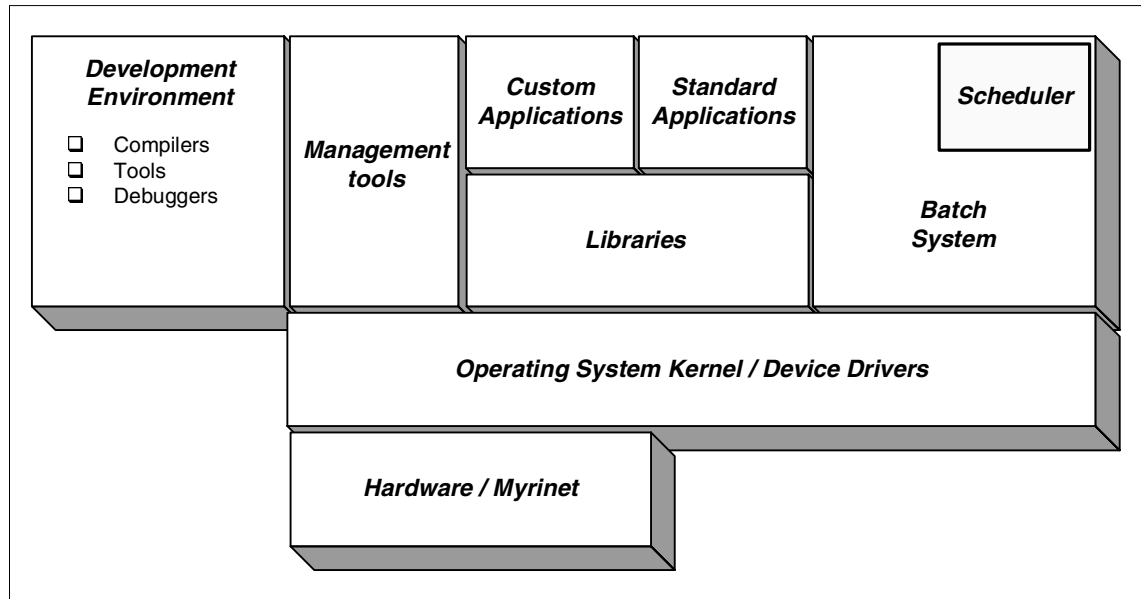 Development
Environment
Compilers
Tools
Debuggers
Management
tools
Custom
Applications
Standard
Applications
Libraries
Scheduler
Batch
System
Operating System Kernel / Device Drivers
Hardware / Myrinet